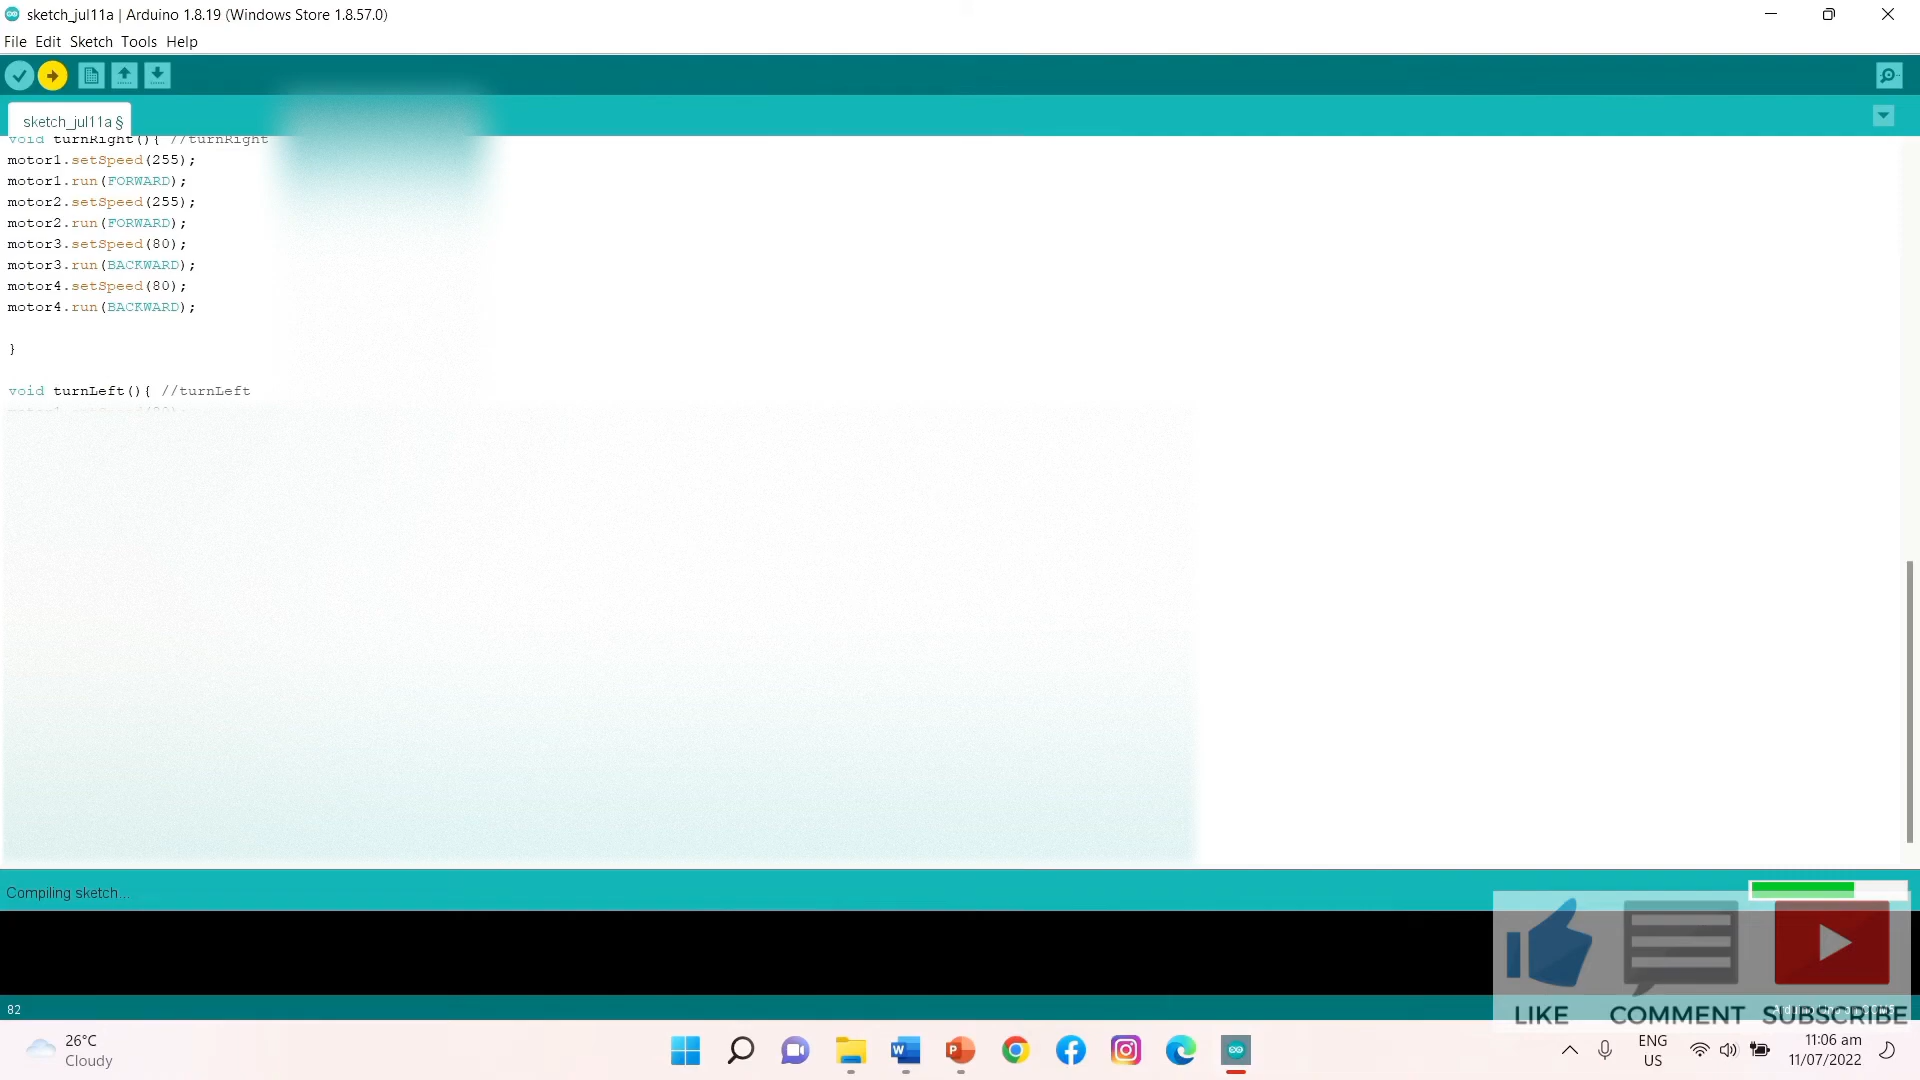 sketch_jul11a | Arduino 1.8.19 (Windows Store 1.8.57.0)
File Edit Sketch Tools Help
sketch_jul11a §
void turnRight(){ //turnRight
motor1.setSpeed(255);
motor1.run(FORWARD);
motor2.setSpeed(255);
motor2.run(FORWARD);
motor3.setSpeed(80);
motor3.run(BACKWARD);
motor4.setSpeed(80);
motor4.run(BACKWARD);
}
void turnLeft(){ //turnLeft
Compiling sketch...
82
LIKE COMMENT SUBSCRIBE
26°C
Cloudy
ENG
US
11:06 am
11/07/2022